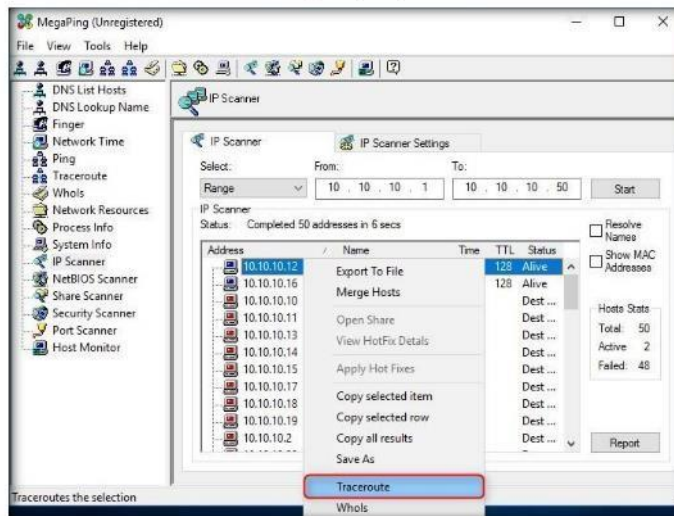 MegaPing (Unregistered)
File View Tools Help
DNS List Hosts
DNS Lookup Name
Finger
Network Time
Ping
Traceroute
WhoIs
Network Resources
Process Info
System Info
IP Scanner
NetBIOS Scanner
Share Scanner
Security Scanner
Port Scanner
Host Monitor
IP Scanner
IP Scanner IP Scanner Settings
Select: From: To:
Range 10 . 10 . 10 . 1 10 . 10 . 10 . 50 Start
IP Scanner
Status: Completed 50 addresses in 6 secs
Resolve Names
Show MAC Addresses
Address / Name Time TTL Status
10.10.10.12 128 Alive
10.10.10.16 128 Alive
10.10.10.10 Dest ...
10.10.10.11 Dest ...
10.10.10.13 Dest ...
10.10.10.14 Dest ...
10.10.10.15 Dest ...
10.10.10.17 Dest ...
10.10.10.18 Dest ...
10.10.10.19 Dest ...
10.10.10.2 Dest ...
Export To File
Merge Hosts
Open Share
View HotFix Detals
Apply Hot Fixes
Copy selected item
Copy selected row
Copy all results
Save As
Traceroute
WhoIs
Hosts Stats
Total: 50
Active 2
Failed: 48
Report
Traceroutes the selection